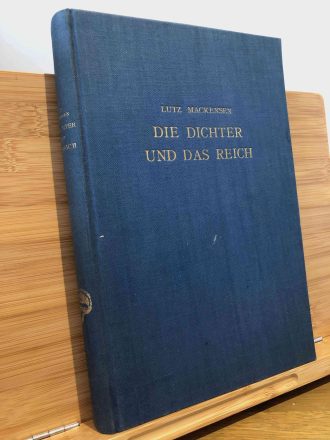 LUTZ MACKENSEN
DIE DICHTER
UND DAS REICH